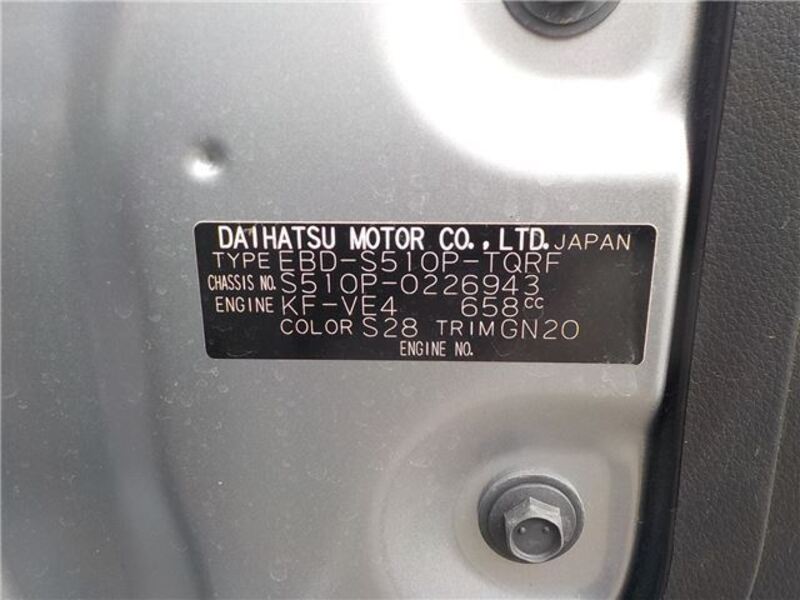 DAIHATSU MOTOR CO., LTD. JAPAN
TYPE EBD-S510P-TQRF
CHASSIS NO. S510P-0226943
ENGINE KF-VE4 658cc
COLOR S28 TRIM GN20
ENGINE NO.